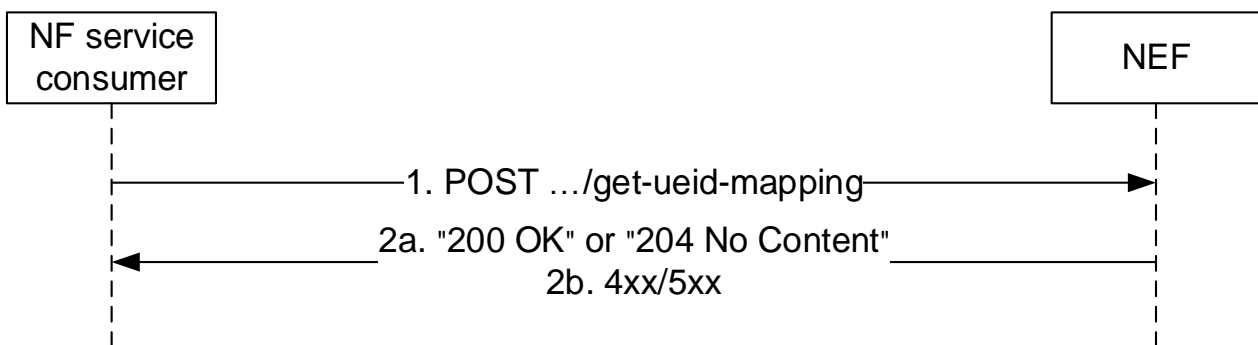 NF service
consumer
NEF
1. POST …/get-ueid-mapping
2a. "200 OK" or "204 No Content"
2b. 4xx/5xx